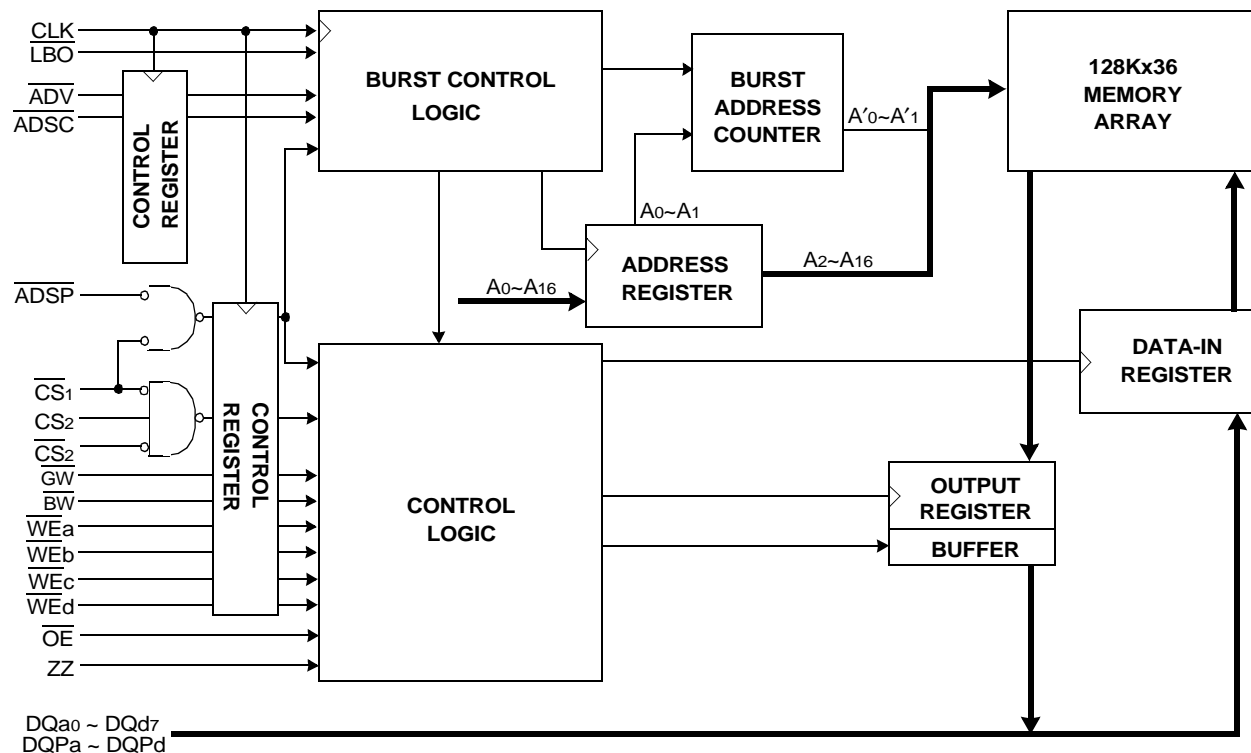 CLK
LBO
ADV
ADSC
CONTROL
REGISTER
BURST CONTROL
LOGIC
BURST
ADDRESS
COUNTER
A′0~A′1
128Kx36
MEMORY
ARRAY
A0~A1
ADDRESS
REGISTER
A2~A16
A0~A16
ADSP
CS1
CS2
CS2
GW
BW
WEa
WEb
WEc
WEd
OE
ZZ
CONTROL
REGISTER
CONTROL
LOGIC
DATA-IN
REGISTER
OUTPUT
REGISTER
BUFFER
DQa0 ~ DQd7
DQPa ~ DQPd